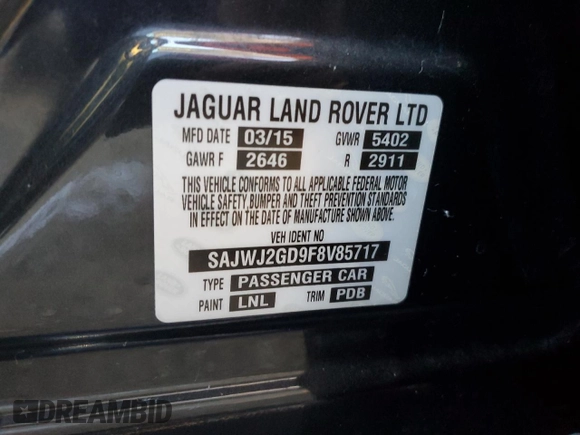 JAGUAR LAND ROVER LTD
MFD DATE 03/15 GVWR 5402
GAWR F 2646 R 2911
THIS VEHICLE CONFORMS TO ALL APPLICABLE FEDERAL MOTOR
VEHICLE SAFETY, BUMPER AND THEFT PREVENTION STANDARDS
IN EFFECT ON THE DATE OF MANUFACTURE SHOWN ABOVE.
VEH IDENT NO
SAJWJ2GD9F8V85717
TYPE PASSENGER CAR
PAINT LNL TRIM PDB
DREAMBID